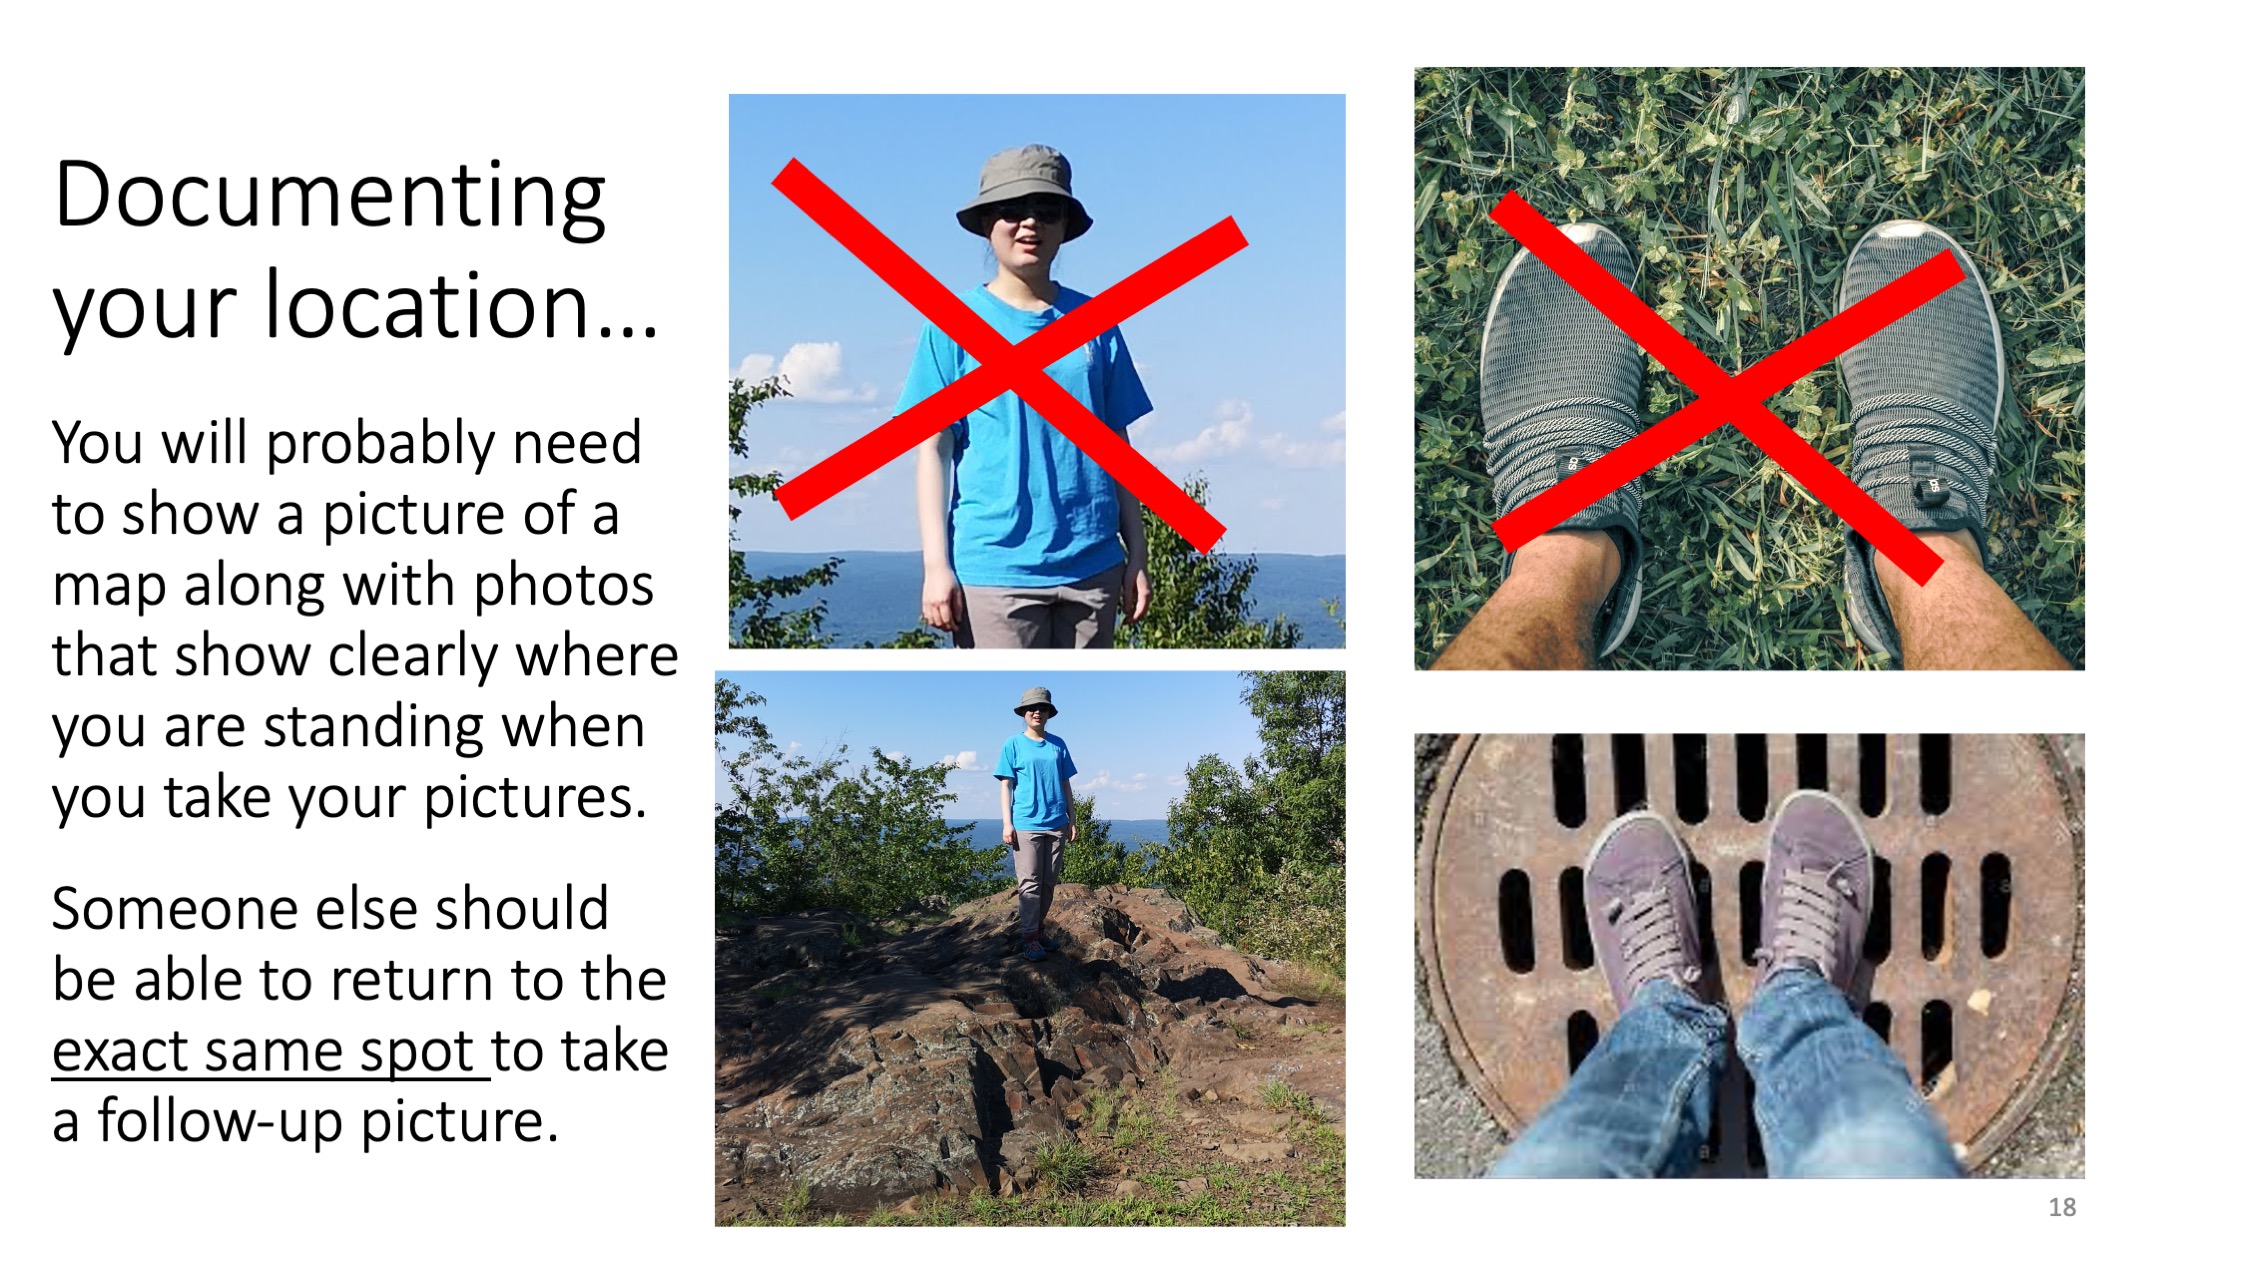 Documenting
your location...
You will probably need
to show a picture of a
map along with photos
that show clearly where
you are standing when
you take your pictures.
Someone else should
be able to return to the
exact same spot to take
a follow-up picture.
18